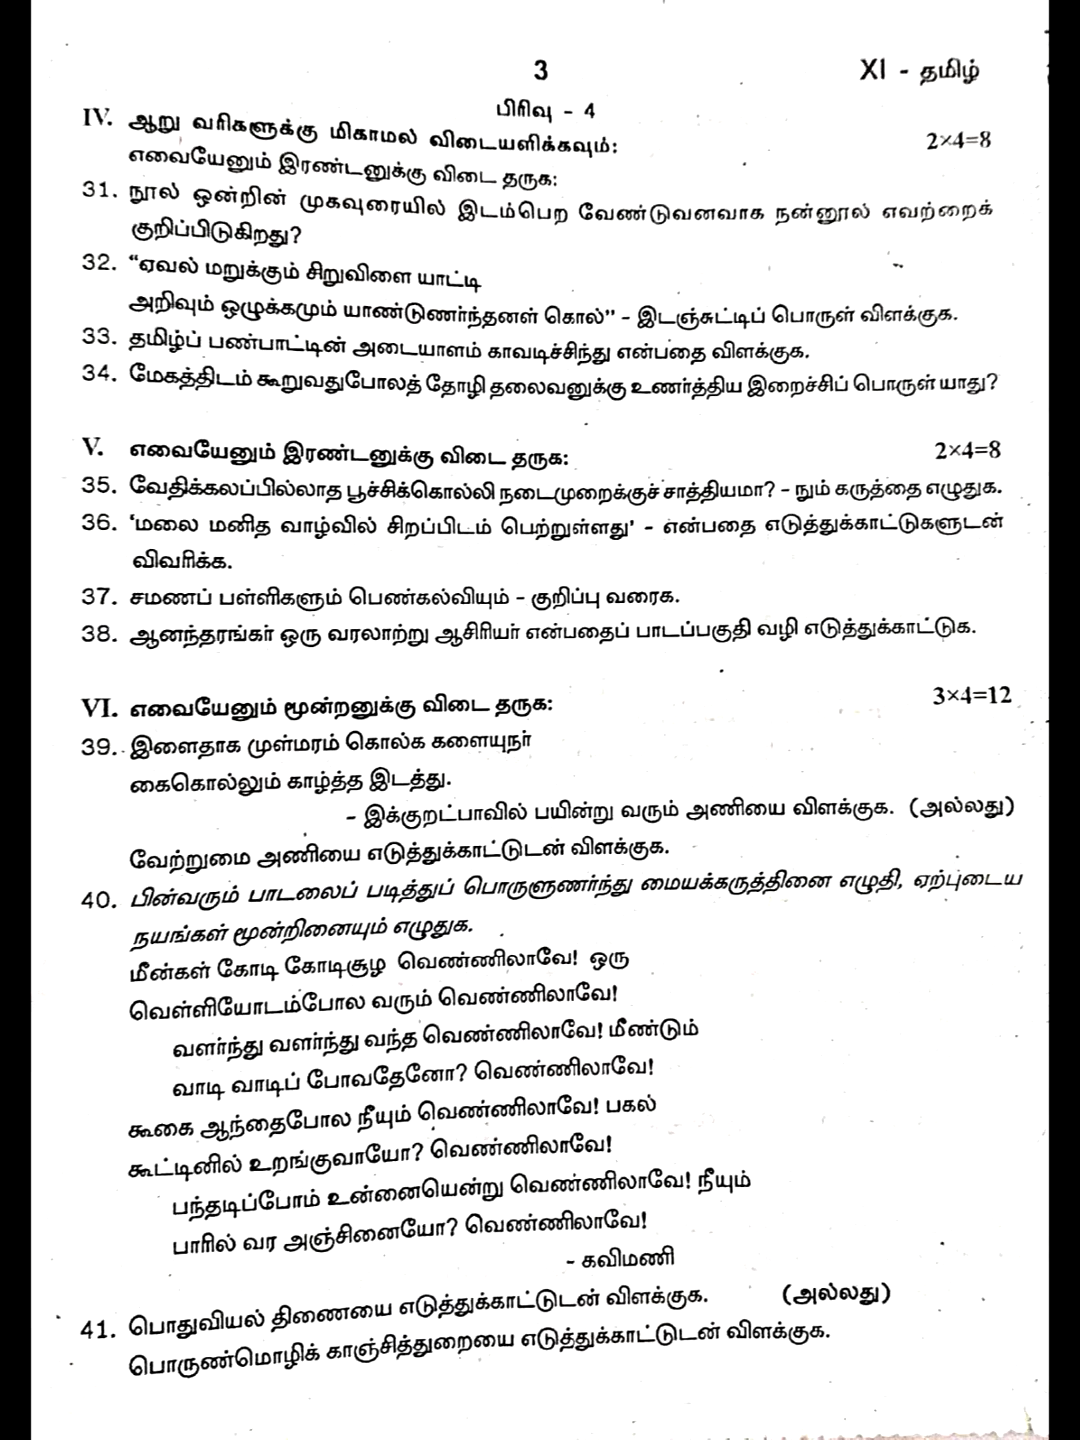 3
XI - தமிழ்
பிரிவு - 4
IV. ஆறு வரிகளுக்கு மிகாமல் விடையளிக்கவும்:
2×4=8
எவையேனும் இரண்டனுக்கு விடை தருக:
31. நூல் ஒன்றின் முகவுரையில் இடம்பெற வேண்டுவனவாக நன்னூல் எவற்றைக்
குறிப்பிடுகிறது?
32. “ஏவல் மறுக்கும் சிறுவிளை யாட்டி
அறிவும் ஒழுக்கமும் யாண்டுணர்ந்தனள் கொல்” – இடஞ்சுட்டிப் பொருள் விளக்குக.
33. தமிழ்ப் பண்பாட்டின் அடையாளம் காவடிச்சிந்து என்பதை விளக்குக.
34. மேகத்திடம் கூறுவதுபோலத் தோழி தலைவனுக்கு உணர்த்திய இறைச்சிப் பொருள் யாது?
V. எவையேனும் இரண்டனுக்கு விடை தருக:
2×4=8
35. வேதிக்கலப்பில்லாத பூச்சிக்கொல்லி நடைமுறைக்குச் சாத்தியமா? – நும் கருத்தை எழுதுக.
36. ‘மலை மனித வாழ்வில் சிறப்பிடம் பெற்றுள்ளது' – என்பதை எடுத்துக்காட்டுகளுடன்
விவரிக்க.
37. சமணப் பள்ளிகளும் பெண்கல்வியும் – குறிப்பு வரைக.
38. ஆனந்தரங்கர் ஒரு வரலாற்று ஆசிரியர் என்பதைப் பாடப்பகுதி வழி எடுத்துக்காட்டுக.
VI. எவையேனும் மூன்றனுக்கு விடை தருக:
3×4=12
39. இளைதாக முள்மரம் கொல்க களையுநர்
கைகொல்லும் காழ்த்த இடத்து.
– இக்குறட்பாவில் பயின்று வரும் அணியை விளக்குக. (அல்லது)
வேற்றுமை அணியை எடுத்துக்காட்டுடன் விளக்குக.
40. பின்வரும் பாடலைப் படித்துப் பொருளுணர்ந்து மையக்கருத்தினை எழுதி, ஏற்புடைய
நயங்கள் மூன்றினையும் எழுதுக.
மீன்கள் கோடி கோடிசூழ வெண்ணிலாவே! ஒரு
வெள்ளியோடம்போல வரும் வெண்ணிலாவே!
வளர்ந்து வளர்ந்து வந்த வெண்ணிலாவே! மீண்டும்
வாடி வாடிப் போவதேனோ? வெண்ணிலாவே!
கூகை ஆந்தைபோல நீயும் வெண்ணிலாவே! பகல்
கூட்டினில் உறங்குவாயோ? வெண்ணிலாவே!
பந்தடிப்போம் உன்னையென்று வெண்ணிலாவே! நீயும்
பாரில் வர அஞ்சினையோ? வெண்ணிலாவே!
– கவிமணி
41. பொதுவியல் திணையை எடுத்துக்காட்டுடன் விளக்குக. (அல்லது)
பொருண்மொழிக் காஞ்சித்துறையை எடுத்துக்காட்டுடன் விளக்குக.